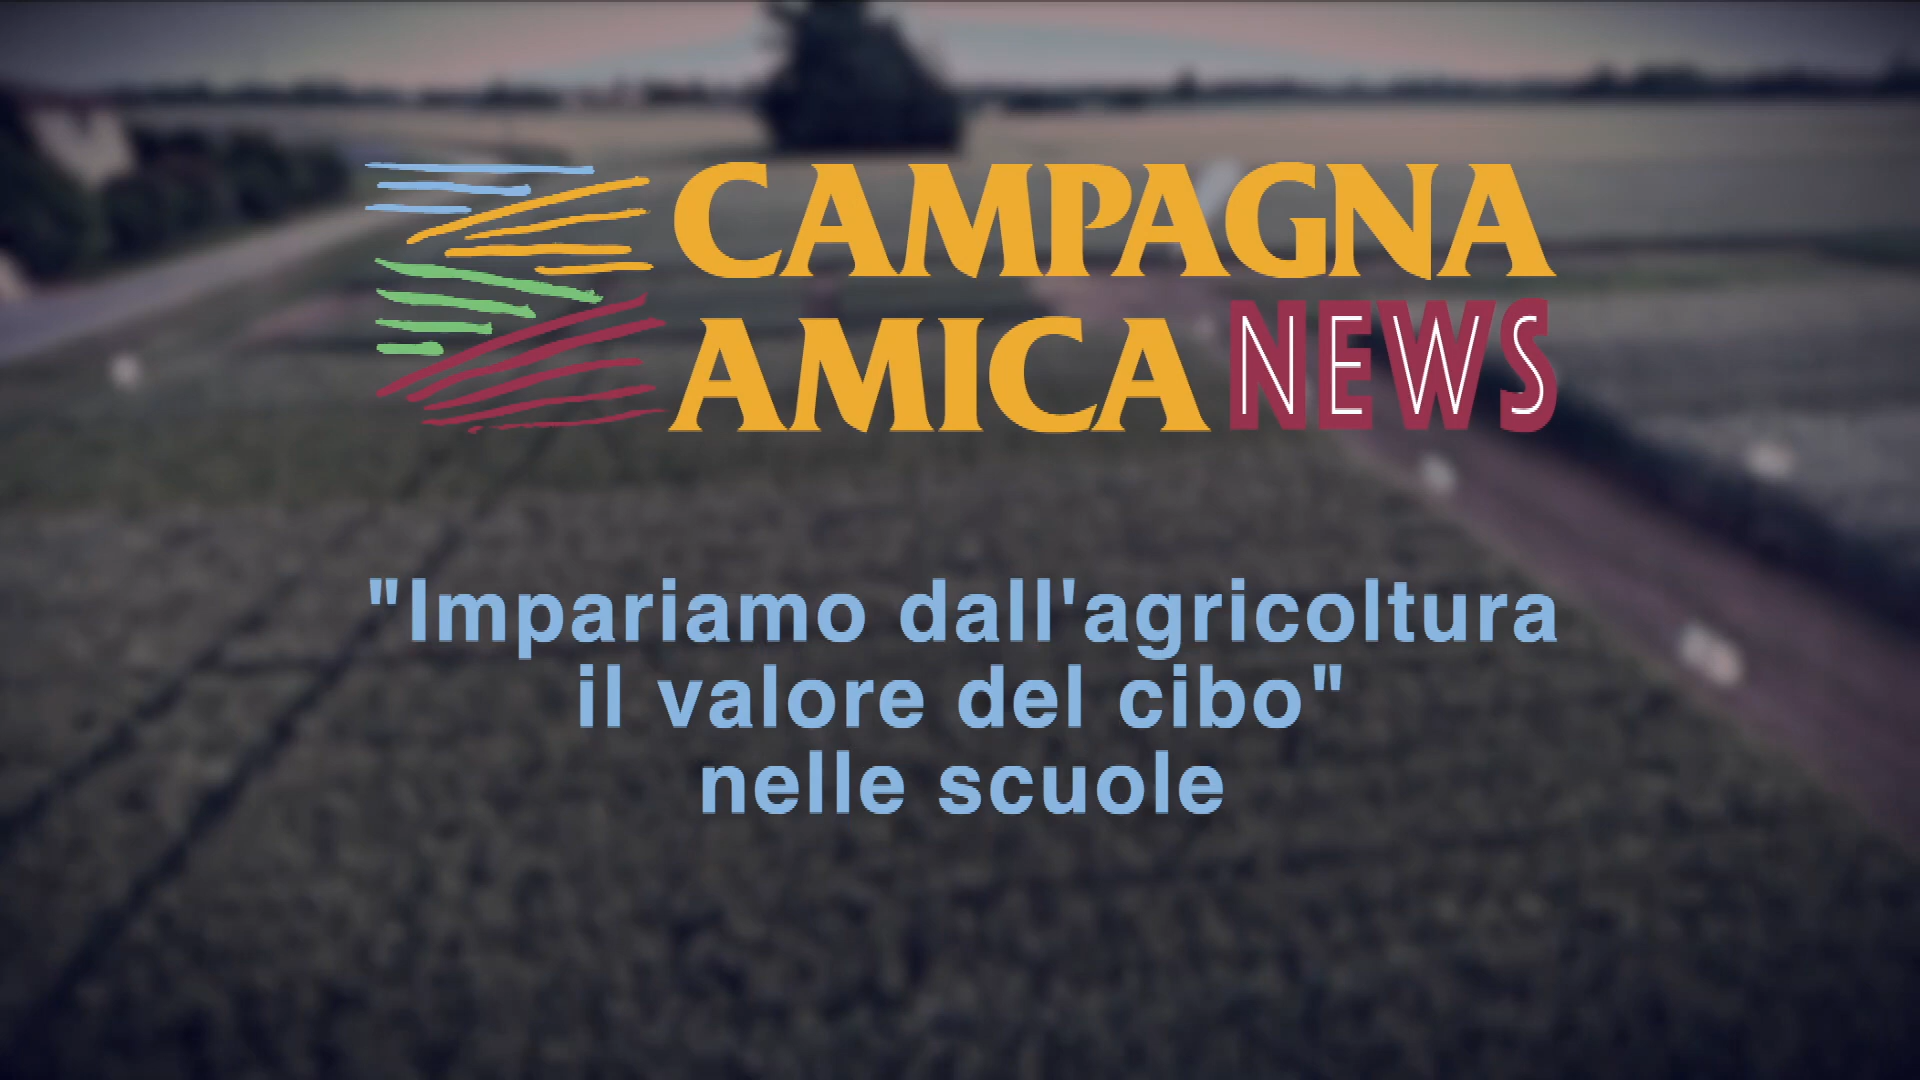 CAMPAGNA
AMICA NEWS
"Impariamo dall'agricoltura
il valore del cibo"
nelle scuole